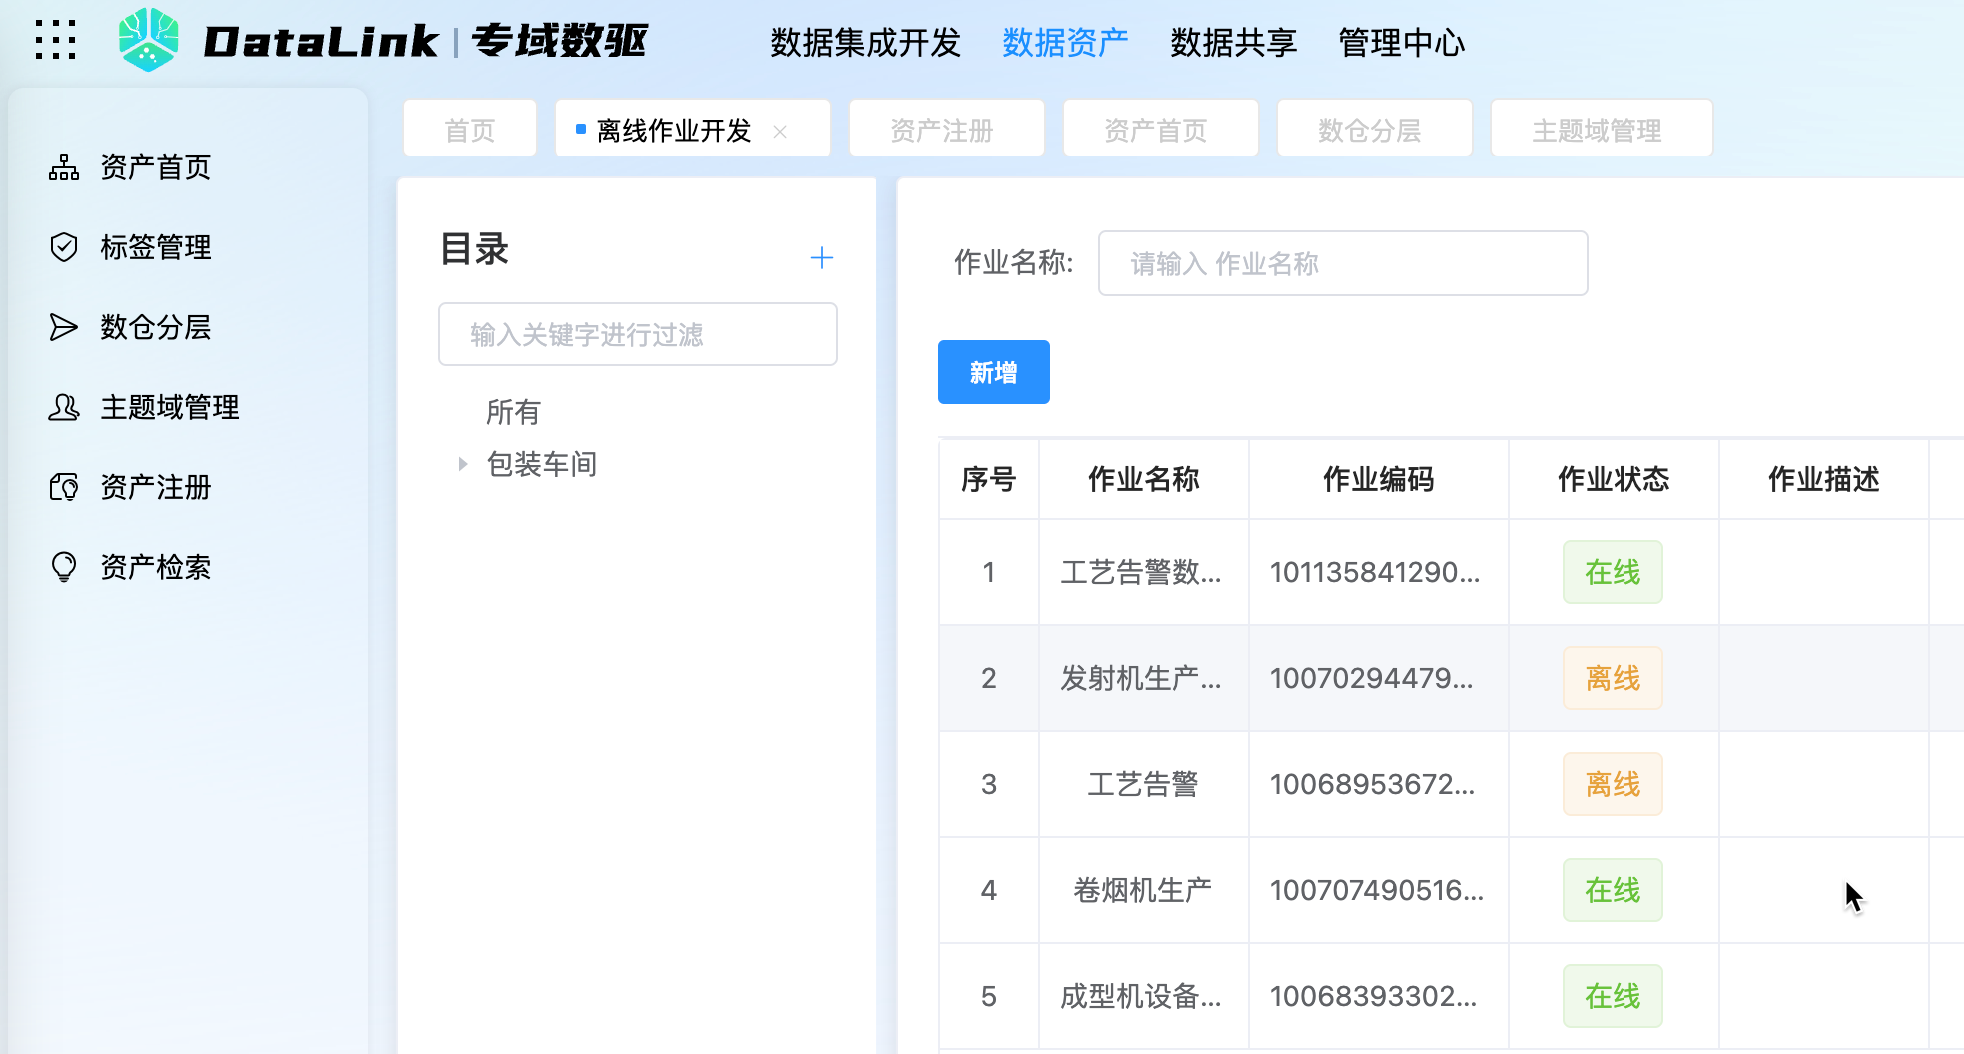 DataLink | 专域数驱
数据集成开发 数据资产 数据共享 管理中心
首页 离线作业开发 资产注册 资产首页 数仓分层 主题域管理
资产首页
标签管理
数仓分层
主题域管理
资产注册
资产检索
目录
输入关键字进行过滤
所有
包装车间
作业名称: 请输入 作业名称
新增
序号 作业名称 作业编码 作业状态 作业描述
1 工艺告警数... 101135841290... 在线
2 发射机生产... 10070294479... 离线
3 工艺告警 10068953672... 离线
4 卷烟机生产 100707490516... 在线
5 成型机设备... 10068393302... 在线